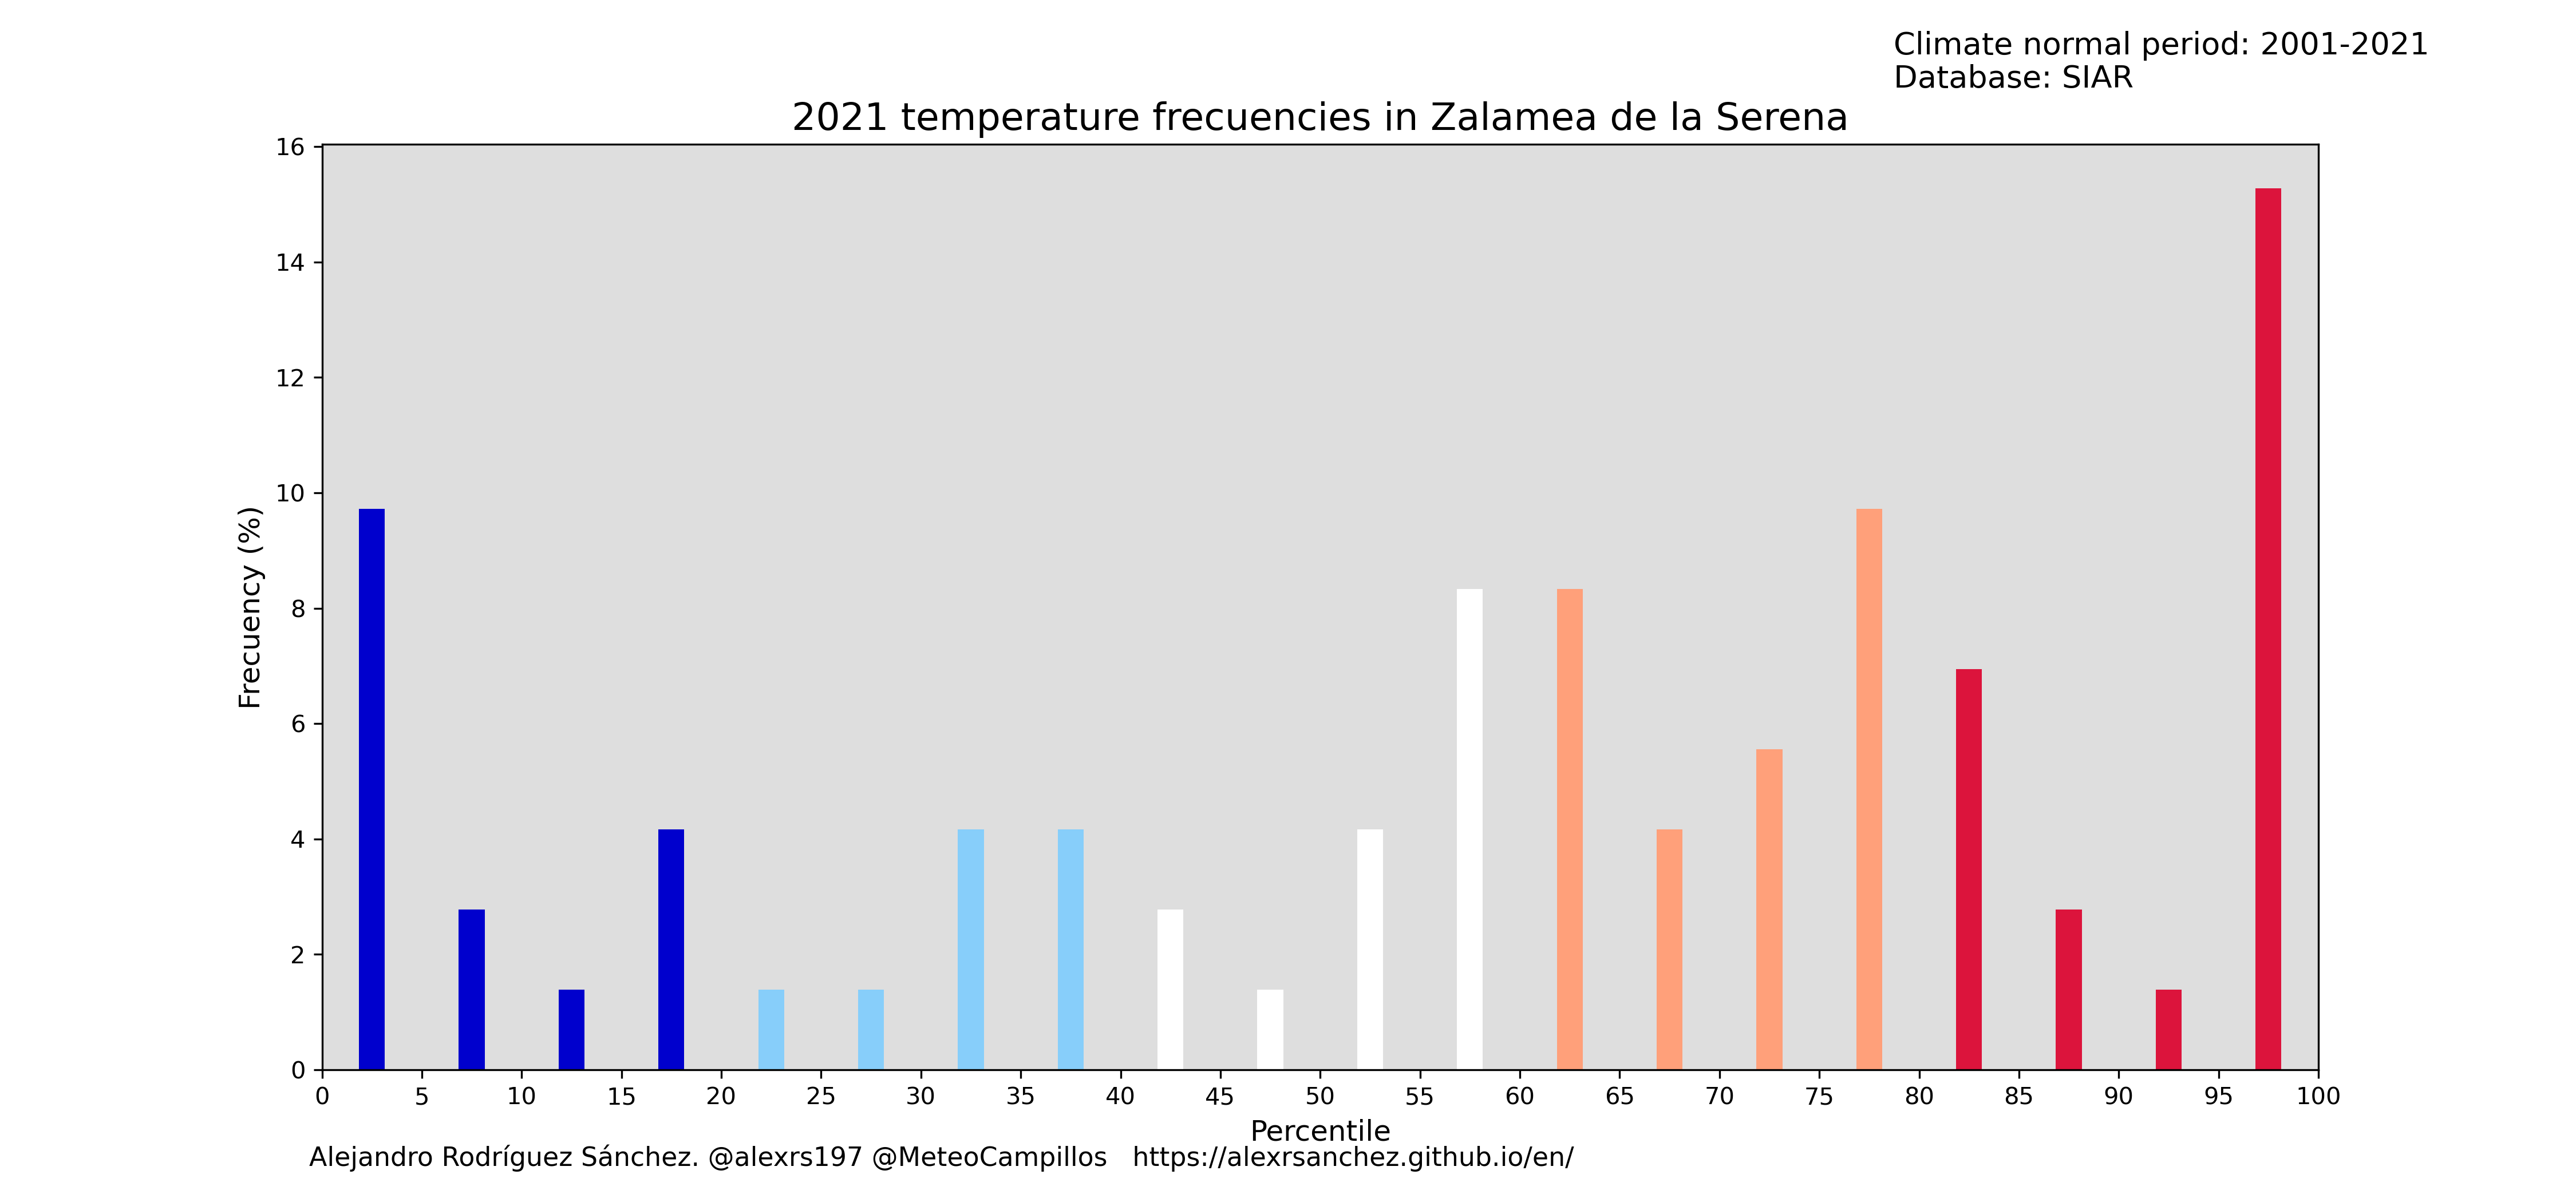 Climate normal period: 2001-2021
Database: SIAR
2021 temperature frecuencies in Zalamea de la Serena
16
14
12
10
8
6
4
2
0
Frecuency (%)
0 5 10 15 20 25 30 35 40 45 50 55 60 65 70 75 80 85 90 95 100
Percentile
Alejandro Rodríguez Sánchez. @alexrs197 @MeteoCampillos https://alexrsanchez.github.io/en/